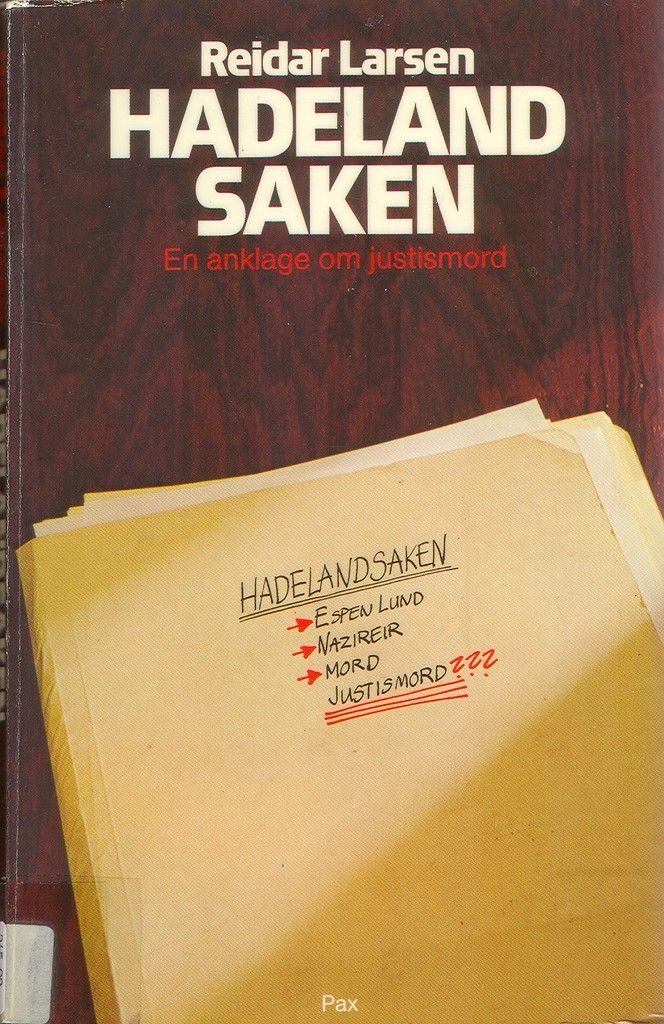 Reidar Larsen
HADELAND
SAKEN
En anklage om justismord
HADELANDSAKEN
ESPEN LUND
NAZIREIR
MORD
JUSTISMORD???
Pax